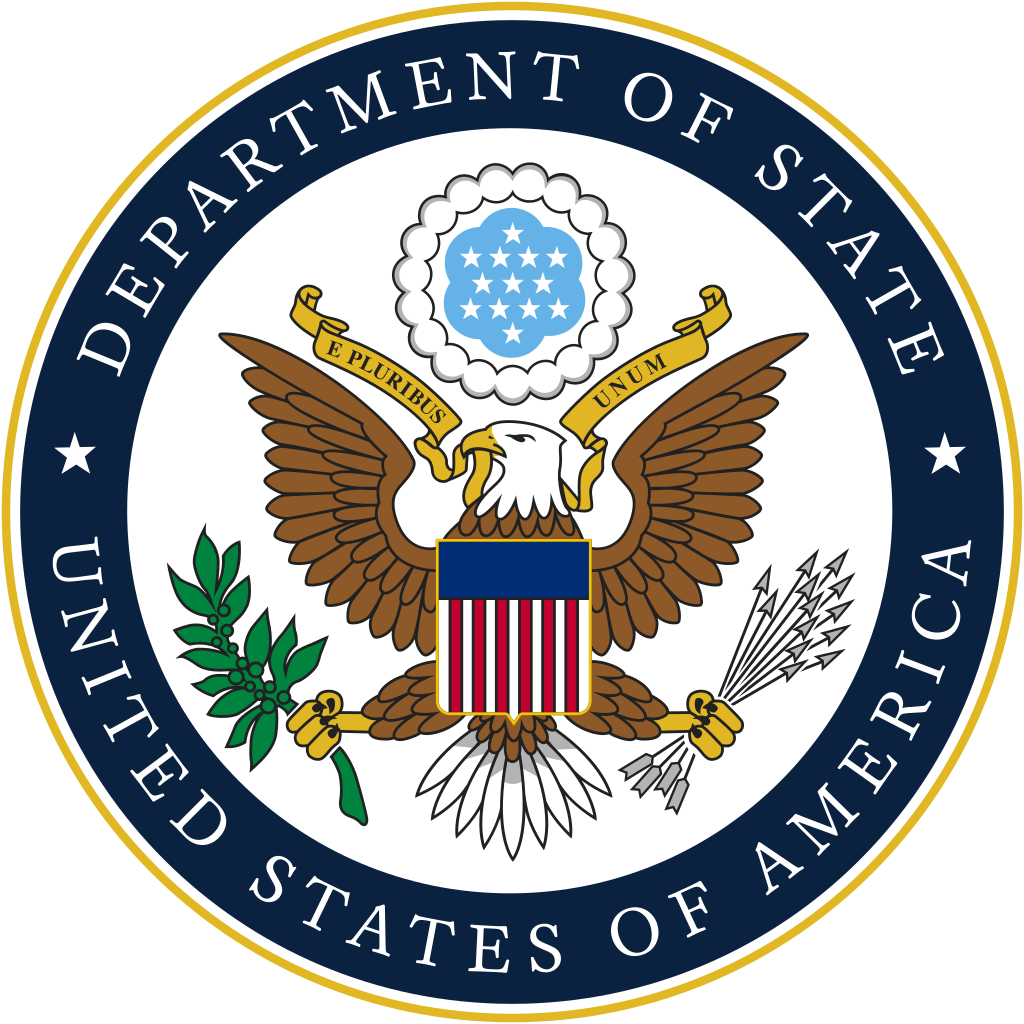 DEPARTMENT OF STATE
E PLURIBUS UNUM
UNITED STATES OF AMERICA